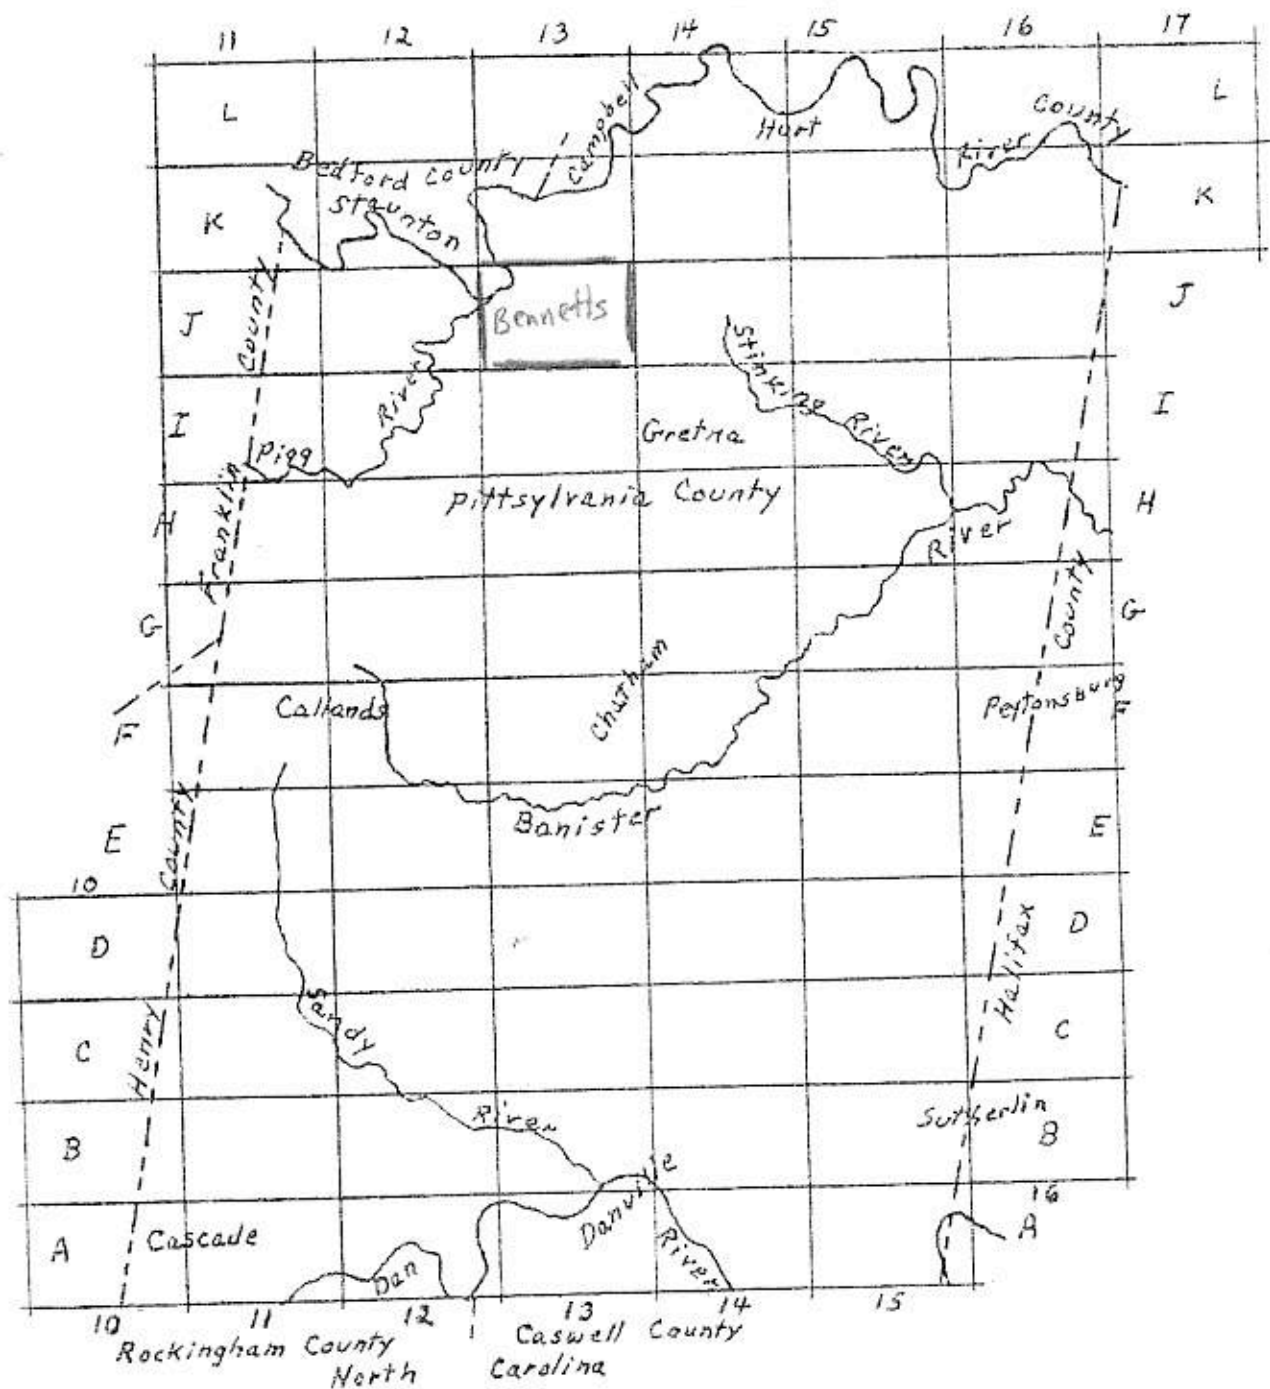 11 12 13 14 15 16 17
L Campbell Hurt River County L
Bedford County
K Staunton K
J County Bennetts J
Stinking River
I Pigg River Gretna I
H Franklin Pittsylvania County H
River
G County G
Chatham
F Callands Peytonsburg F
E County Banister E
10
D Halifax D
C Henry Sandy C
B River Sutherlin B
Danville 16
A Cascade Dan River A
10 11 12 13 14 15
Rockingham County Caswell County
North Carolina